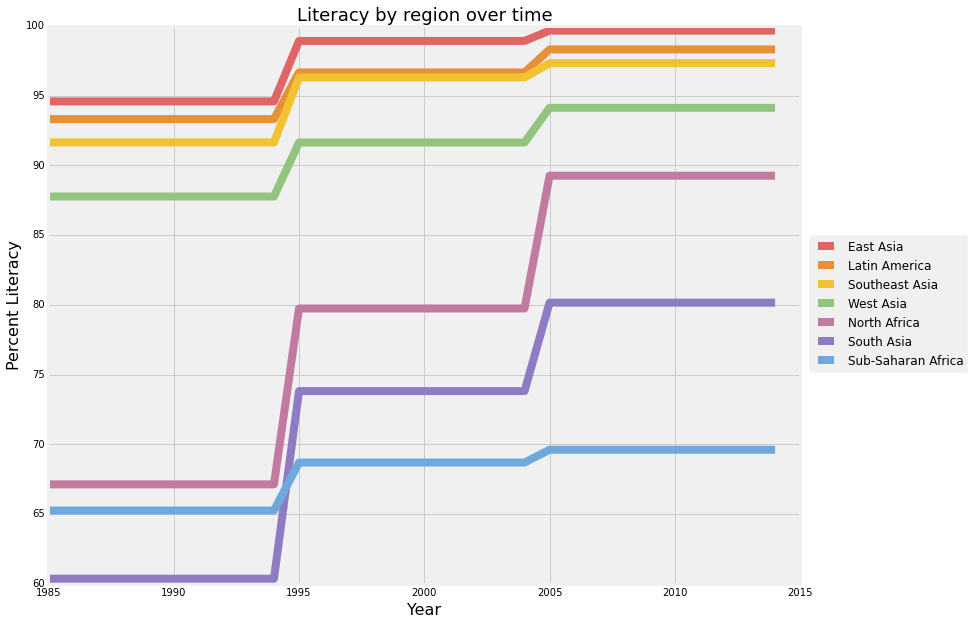 Literacy by region over time
100
95
90
85
80
75
70
65
60
Percent Literacy
1985 1990 1995 2000 2005 2010 2015
Year
East Asia
Latin America
Southeast Asia
West Asia
North Africa
South Asia
Sub-Saharan Africa